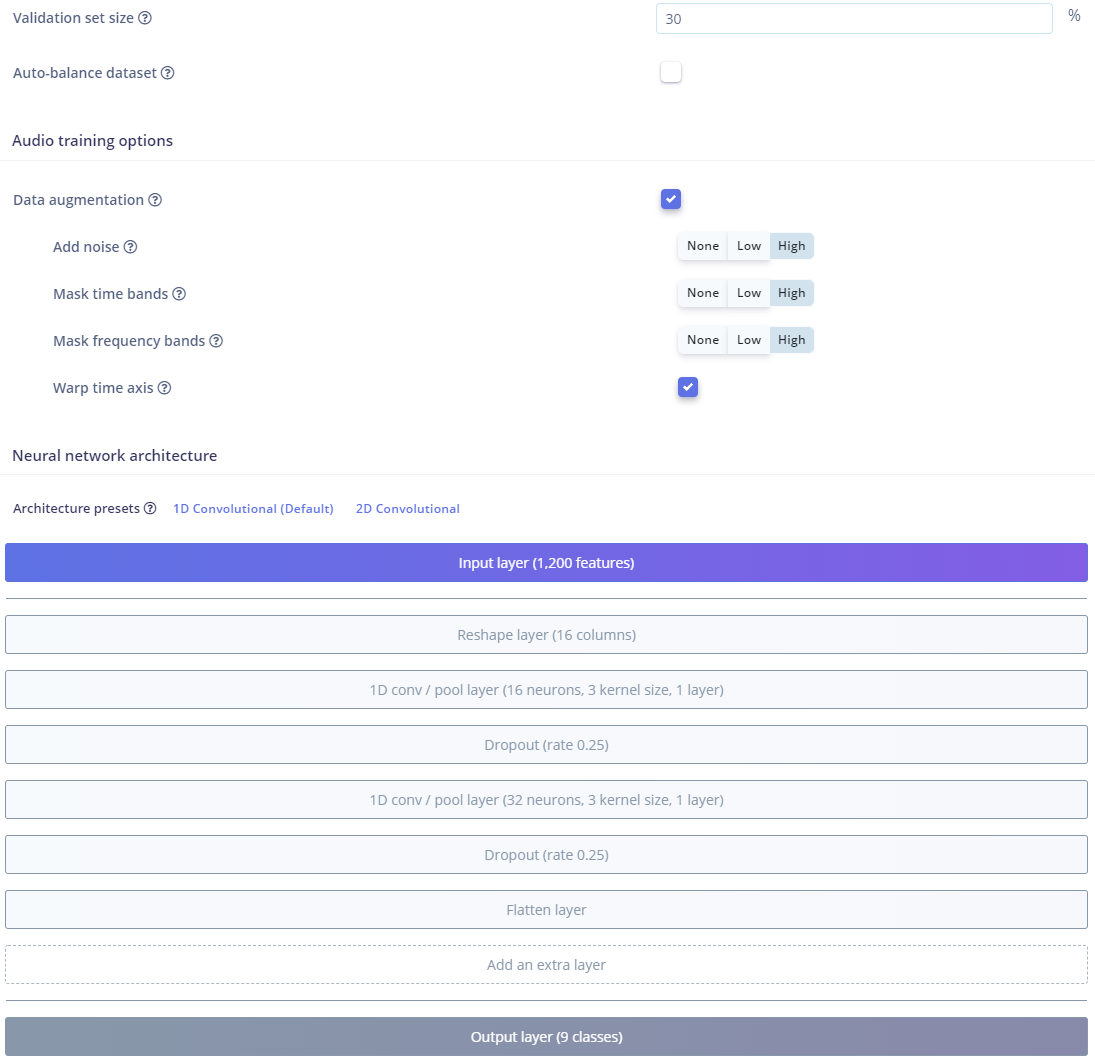 Validation set size ? 30 %
Auto-balance dataset ?
Audio training options
Data augmentation ?
Add noise ? None Low High
Mask time bands ? None Low High
Mask frequency bands ? None Low High
Warp time axis ?
Neural network architecture
Architecture presets ? 1D Convolutional (Default) 2D Convolutional
Input layer (1,200 features)
Reshape layer (16 columns)
1D conv / pool layer (16 neurons, 3 kernel size, 1 layer)
Dropout (rate 0.25)
1D conv / pool layer (32 neurons, 3 kernel size, 1 layer)
Dropout (rate 0.25)
Flatten layer
Add an extra layer
Output layer (9 classes)